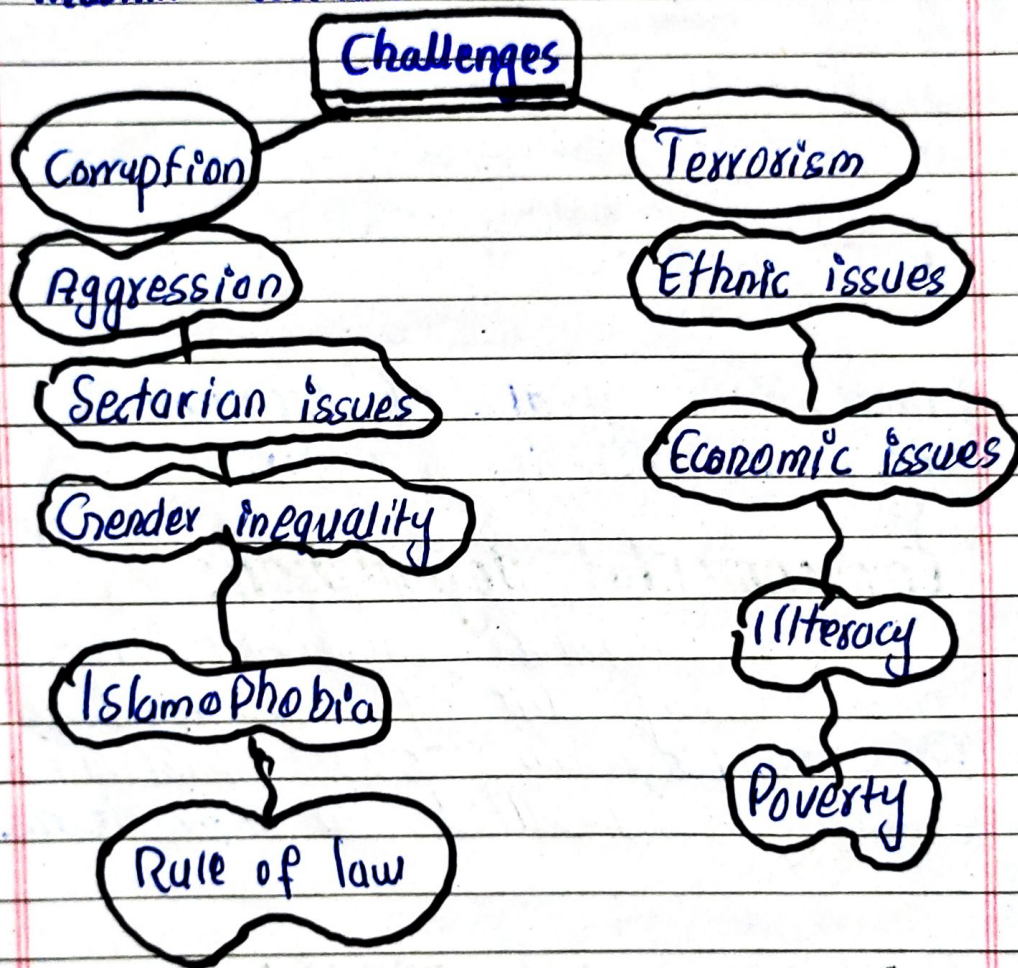 Challenges
Corruption
Terrorism
Aggression
Ethnic issues
Sectarian issues
Economic issues
Gender inequality
Illiteracy
Islamophobia
Poverty
Rule of law